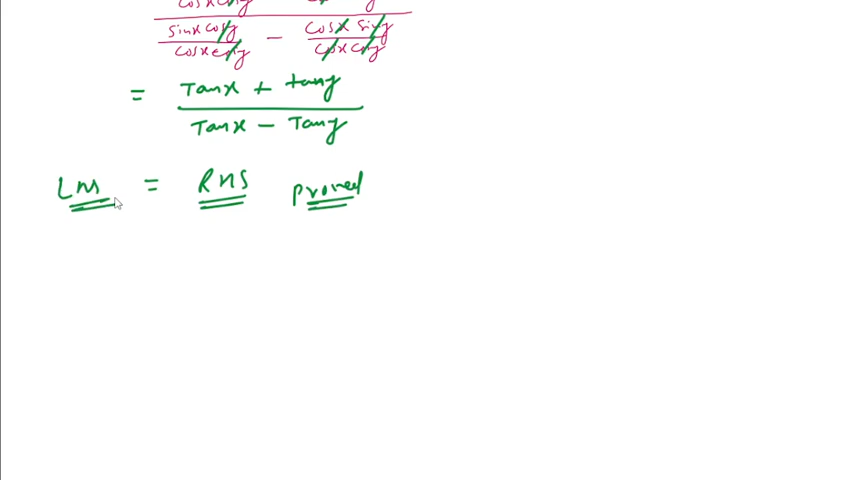 sinx cosy / cosx cosy − cosx siny / cosx cosy
= Tanx + tany / Tanx − Tany
LHS = RHS proved